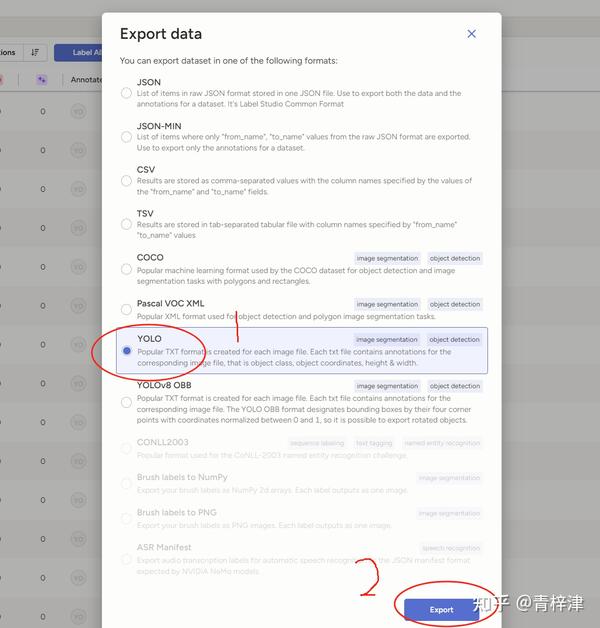 Export data
You can export dataset in one of the following formats:
ions
Label All
Annotate
JSON
List of items in raw JSON format stored in one JSON file. Use to export both the data and the
annotations for a dataset. It's Label Studio Common Format
0
YO
JSON-MIN
List of items where only "from_name", "to_name" values from the raw JSON format are exported.
Use to export only the annotations for a dataset.
0
YO
CSV
Results are stored as comma-separated values with the column names specified by the values of
the "from_name" and "to_name" fields.
0
YO
TSV
Results are stored in tab-separated tabular file with column names specified by "from_name"
"to_name" values
0
YO
COCO
image segmentation
object detection
Popular machine learning format used by the COCO dataset for object detection and image
segmentation tasks with polygons and rectangles.
0
YO
Pascal VOC XML
image segmentation
object detection
Popular XML format used for object detection and polygon image segmentation tasks.
0
YO
1
YOLO
image segmentation
object detection
Popular TXT format is created for each image file. Each txt file contains annotations for the
corresponding image file, that is object class, object coordinates, height & width.
0
YO
YOLOv8 OBB
image segmentation
object detection
Popular TXT format is created for each image file. Each txt file contains annotations for the
corresponding image file. The YOLO OBB format designates bounding boxes by their four corner
points with coordinates normalized between 0 and 1, so it is possible to export rotated objects.
0
YO
CONLL2003
sequence labeling
text tagging
named entity recognition
Popular format used for the CoNLL-2003 named entity recognition challenge.
0
YO
Brush labels to NumPy
image segmentation
Export your brush labels as NumPy 2d arrays. Each label outputs as one image.
0
YO
Brush labels to PNG
image segmentation
Export your brush labels as PNG images. Each label outputs as one image.
0
YO
ASR Manifest
speech recognition
Export audio transcription labels for automatic speech recognition as the JSON manifest format
expected by NVIDIA NeMo models.
0
YO
2
Export
0
YO
知乎 @青梓津